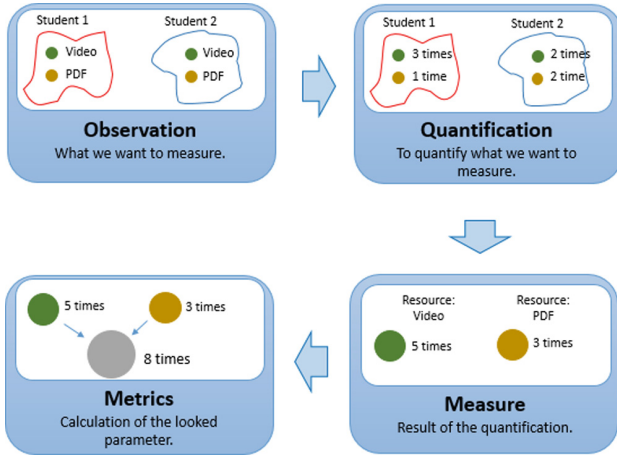 Student 1
Student 2
Video
Video
PDF
PDF
Observation
What we want to measure.
Student 1
Student 2
3 times
2 times
1 time
2 time
Quantification
To quantify what we want to
measure.
5 times
3 times
8 times
Metrics
Calculation of the looked
parameter.
Resource:
Video
Resource:
PDF
5 times
3 times
Measure
Result of the quantification.